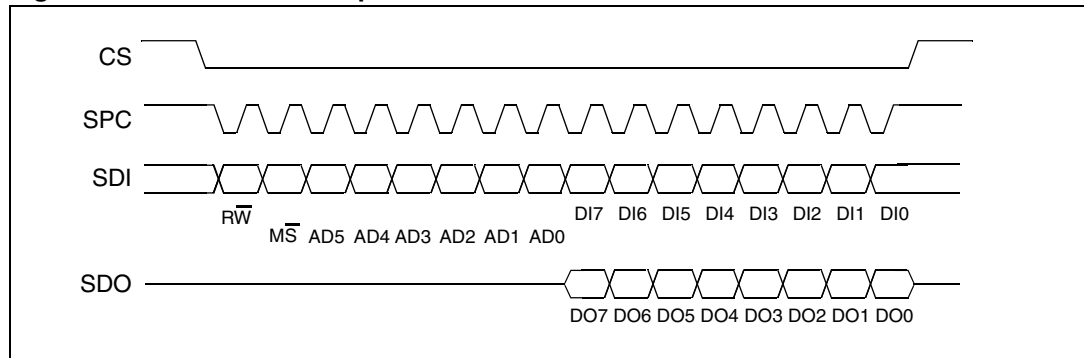 CS
SPC
SDI
DI7 DI6 DI5 DI4 DI3 DI2 DI1 DI0
RW̅
MS̅ AD5 AD4 AD3 AD2 AD1 AD0
SDO
DO7 DO6 DO5 DO4 DO3 DO2 DO1 DO0